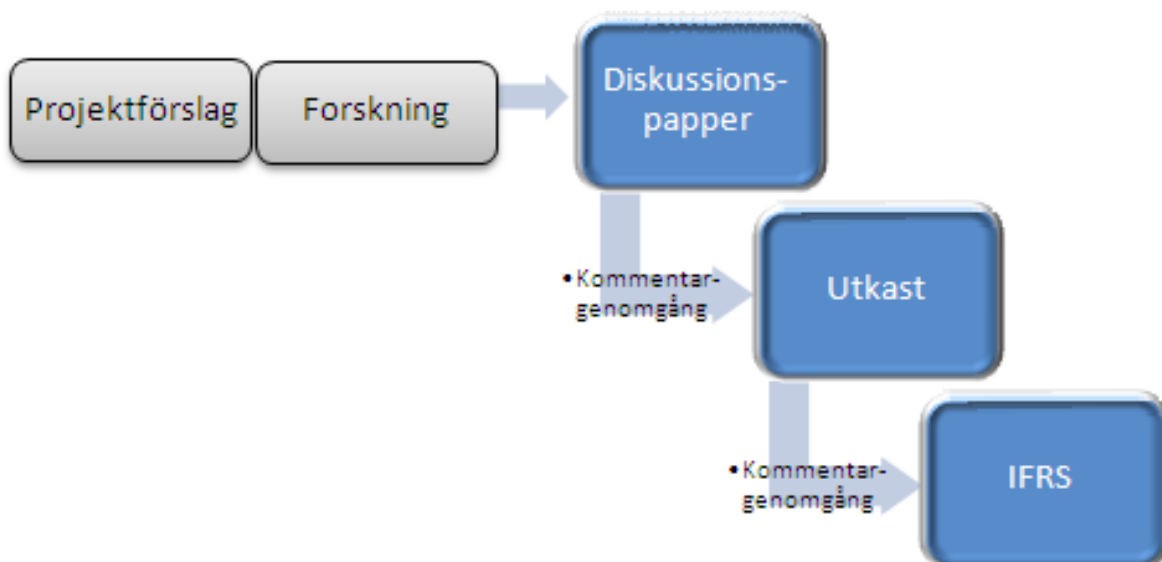 Projektförslag
Forskning
Diskussions-
papper
•Kommentar-
genomgång
Utkast
•Kommentar-
genomgång
IFRS